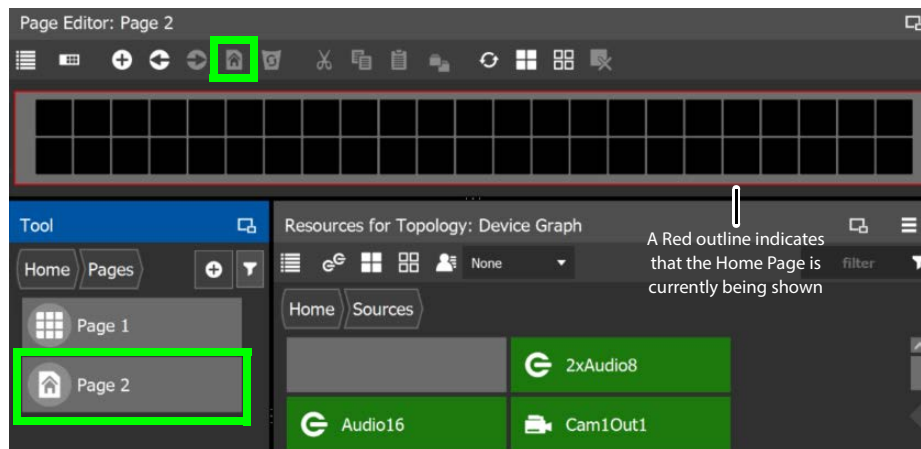 Page Editor: Page 2
Tool
Resources for Topology: Device Graph
A Red outline indicates
that the Home Page is
currently being shown
Home Pages
None
filter
Home Sources
Page 1
2xAudio8
Page 2
Audio16
Cam1Out1